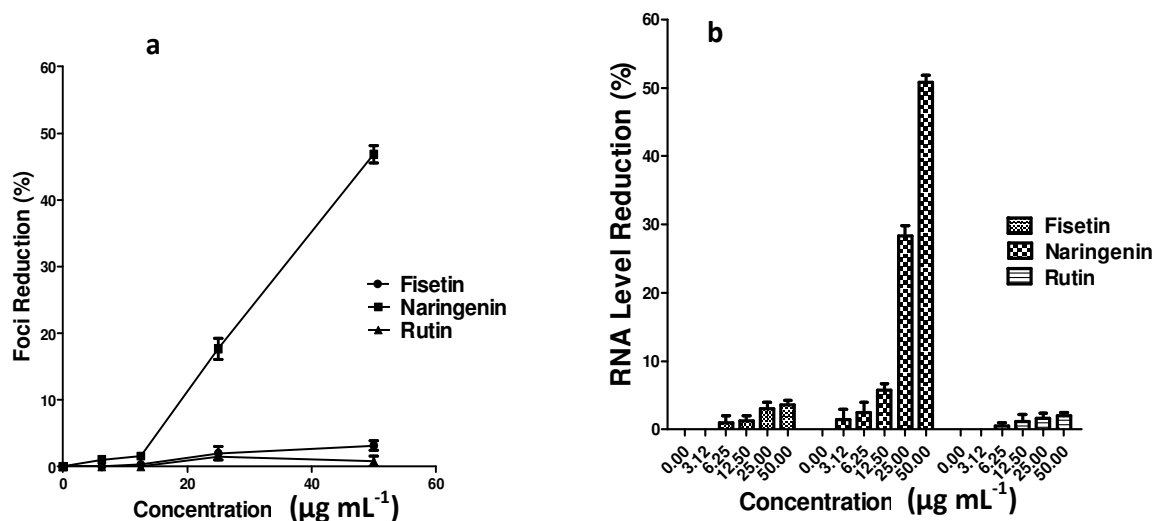 a
60
50
40
30
20
10
0
Foci Reduction (%)
0 20 40 60
Concentration (µg mL⁻¹)
Fisetin
Naringenin
Rutin
b
60
50
40
30
20
10
0
RNA Level Reduction (%)
0.00 3.12 6.25 12.50 25.00 50.00 0.00 3.12 6.25 12.50 25.00 50.00 0.00 3.12 6.25 12.50 25.00 50.00
Concentration (µg mL⁻¹)
Fisetin
Naringenin
Rutin